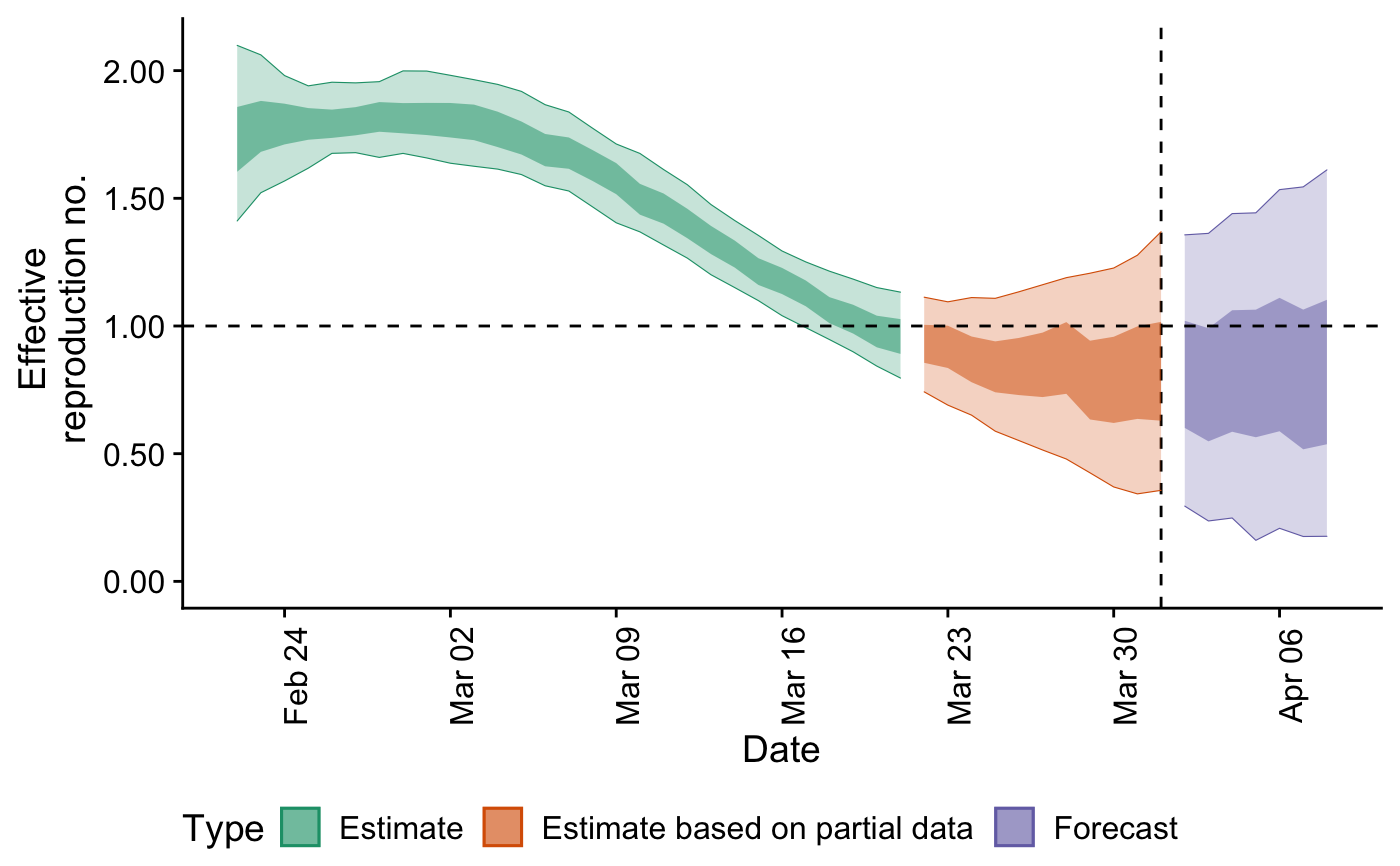 2.00
1.50
1.00
0.50
0.00
Effective
reproduction no.
Feb 24
Mar 02
Mar 09
Mar 16
Mar 23
Mar 30
Apr 06
Date
Type Estimate Estimate based on partial data Forecast